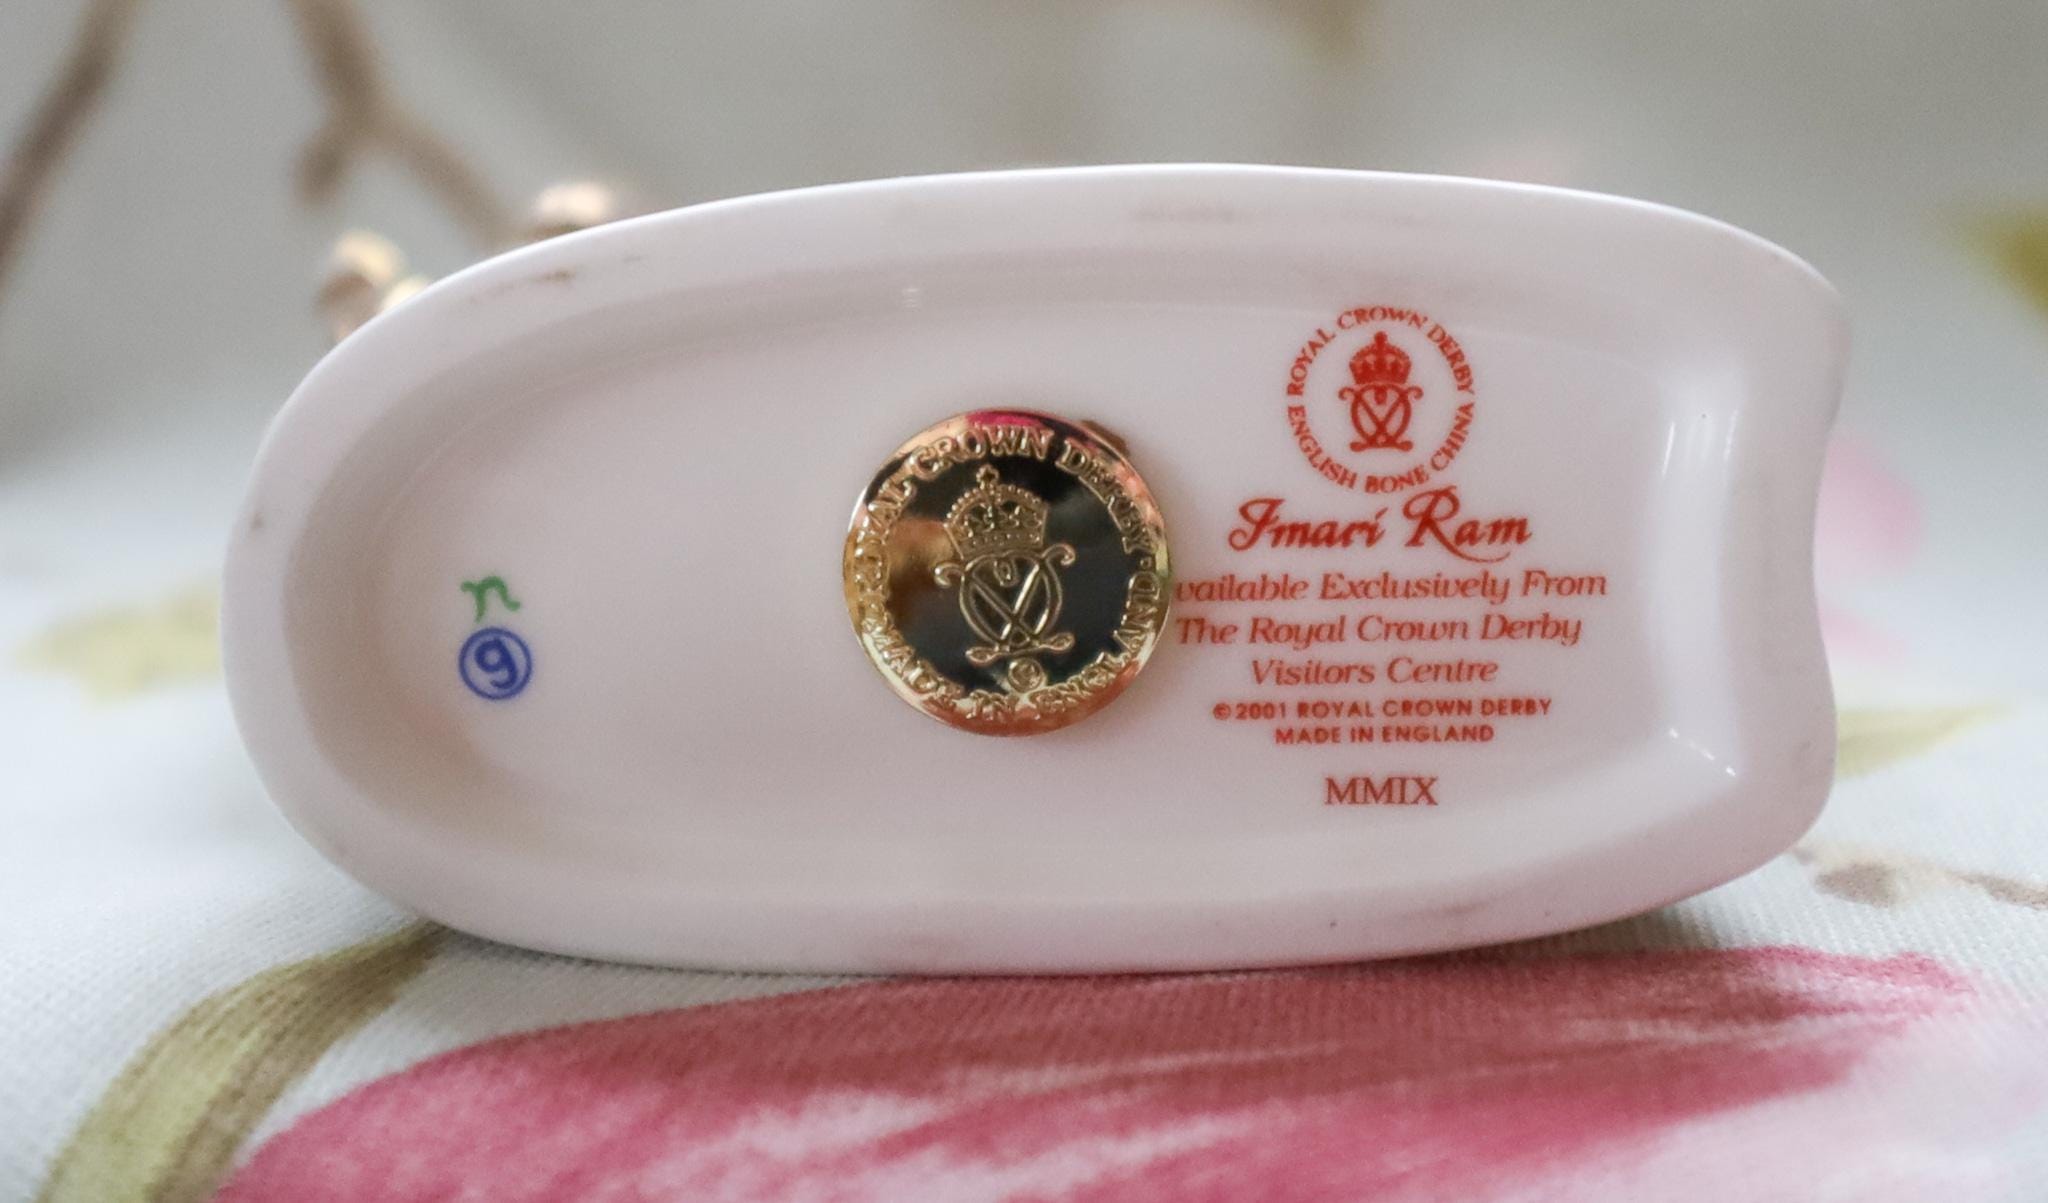 n
g
ROYAL CROWN DERBY
MADE IN ENGLAND
ROYAL CROWN DERBY
ENGLISH BONE CHINA
Imari Ram
vailable Exclusively From
The Royal Crown Derby
Visitors Centre
©2001 ROYAL CROWN DERBY
MADE IN ENGLAND
MMIX